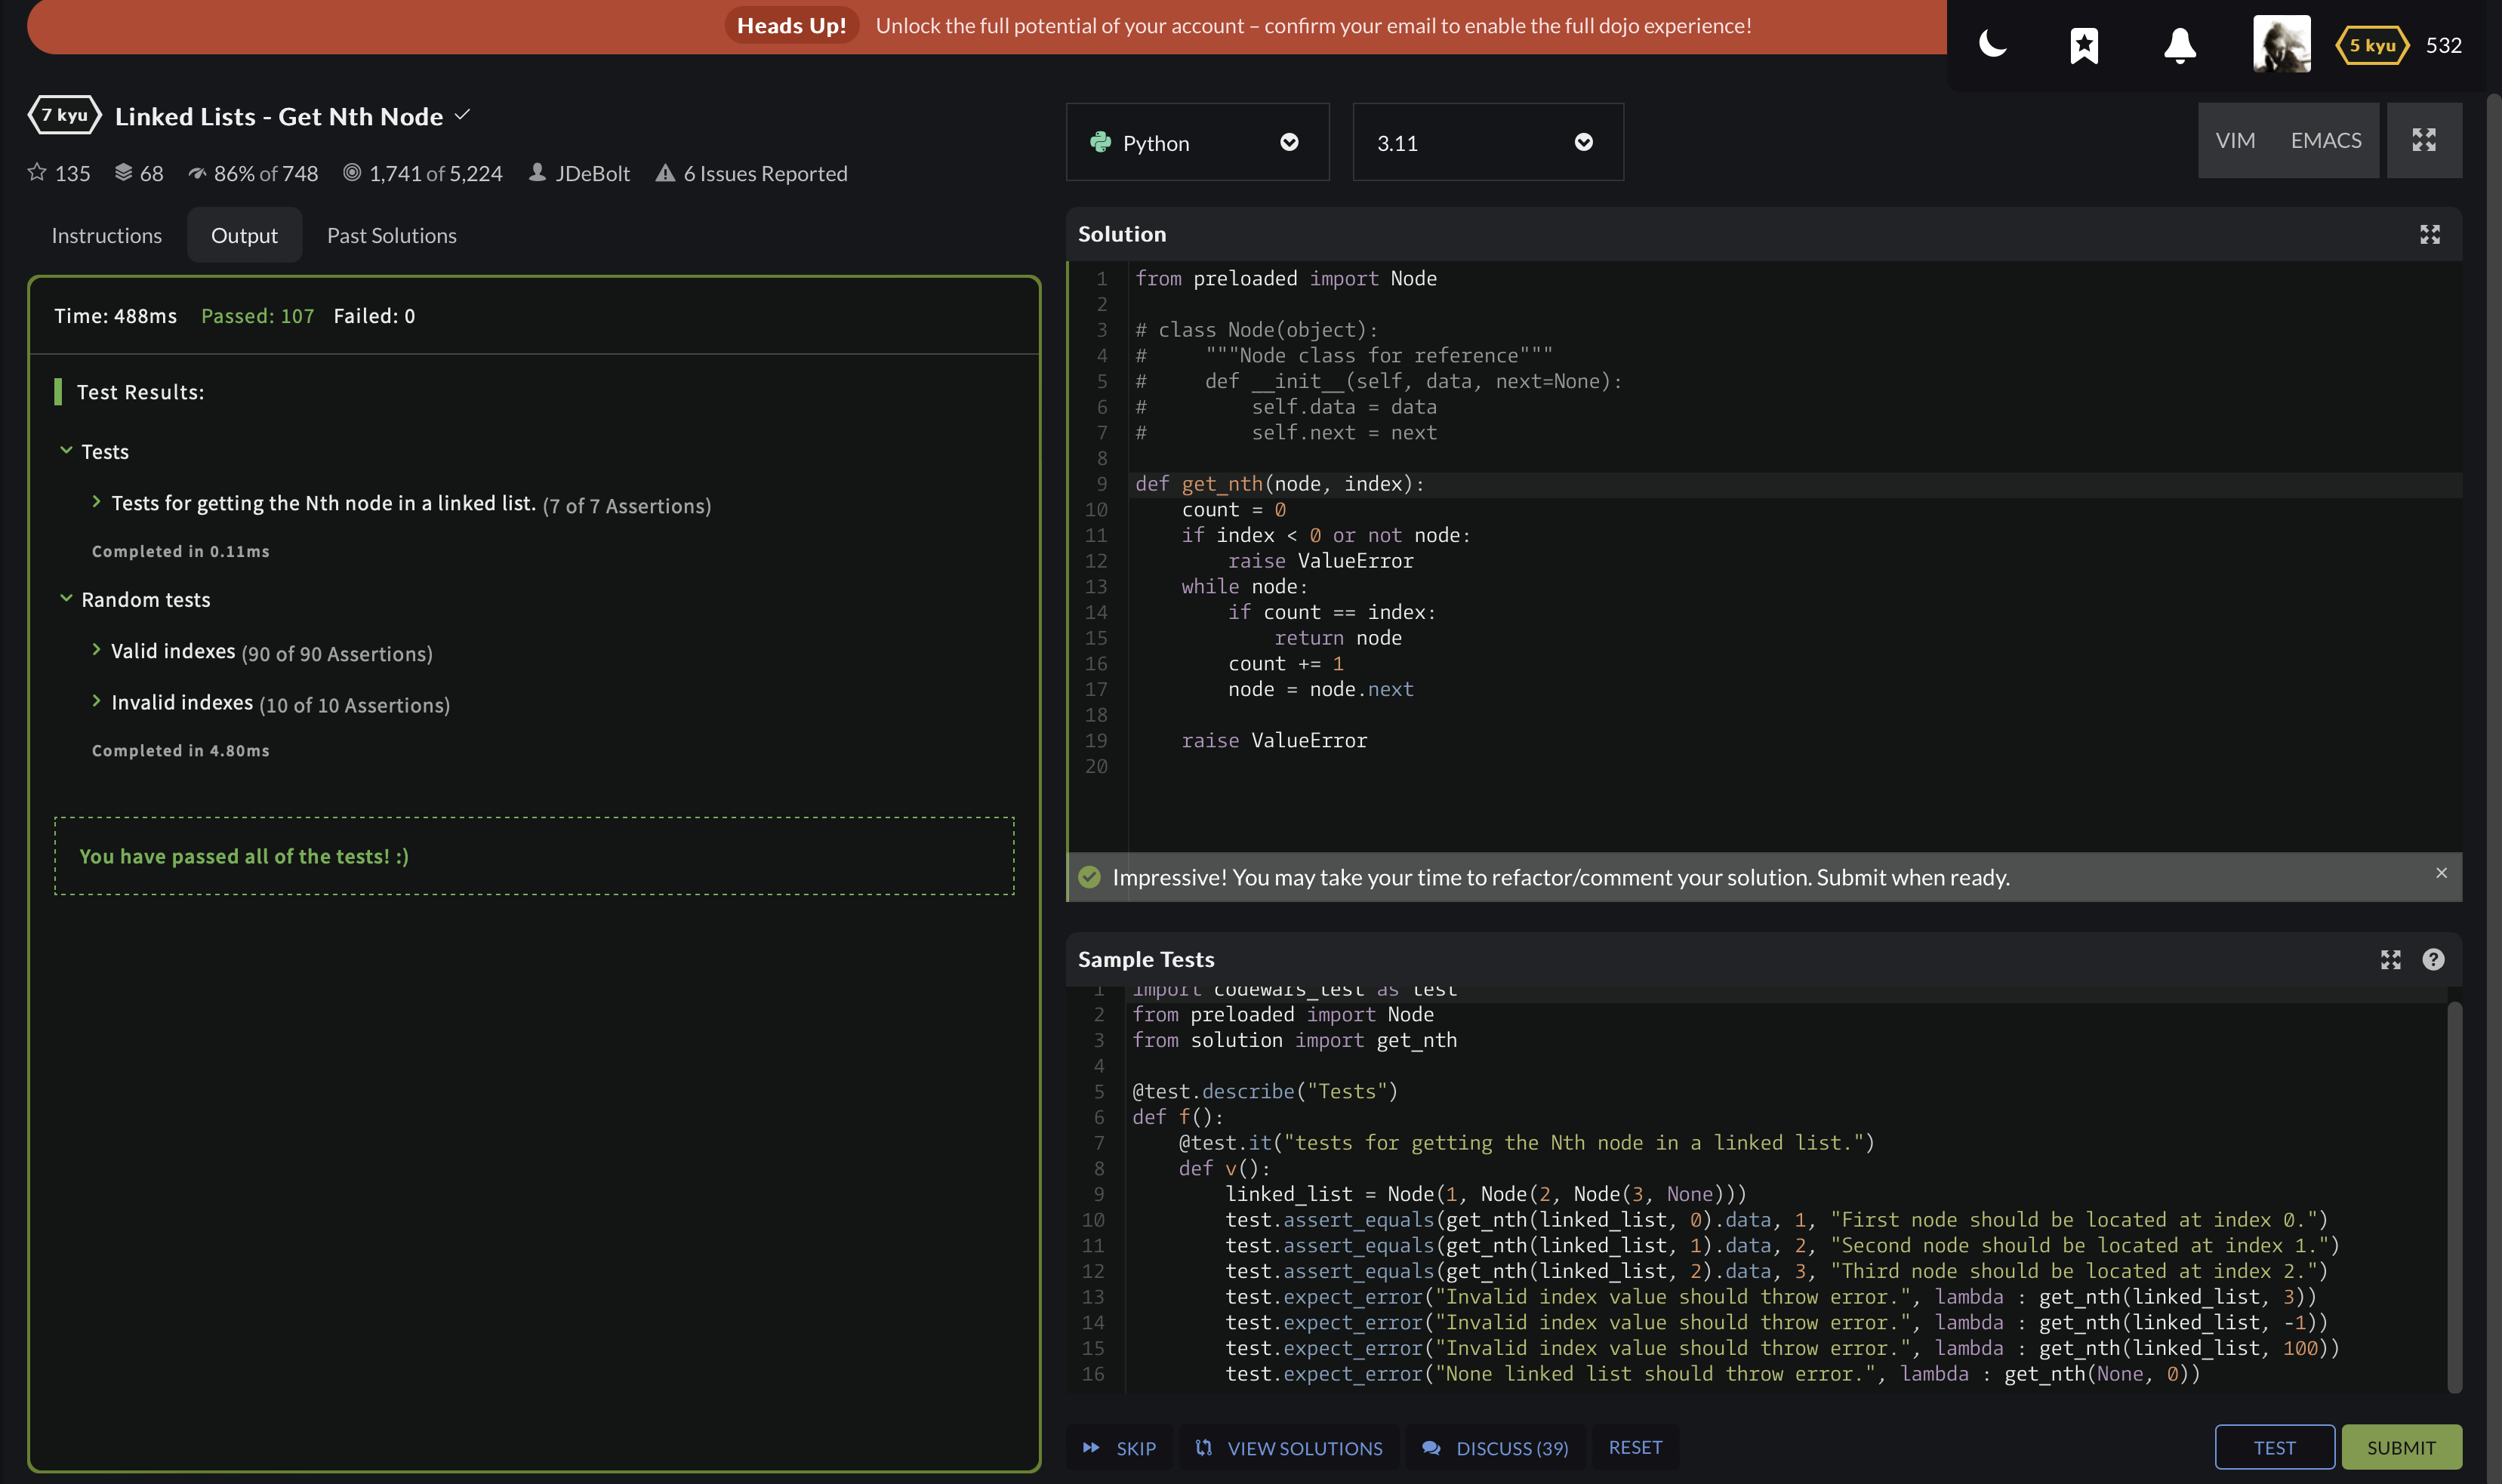 Heads Up! Unlock the full potential of your account – confirm your email to enable the full dojo experience!
5 kyu 532
7 kyu Linked Lists - Get Nth Node
135 68 86% of 748 1,741 of 5,224 JDeBolt 6 Issues Reported
Instructions Output Past Solutions
Time: 488ms Passed: 107 Failed: 0
Test Results:
Tests
Tests for getting the Nth node in a linked list. (7 of 7 Assertions)
Completed in 0.11ms
Random tests
Valid indexes (90 of 90 Assertions)
Invalid indexes (10 of 10 Assertions)
Completed in 4.80ms
You have passed all of the tests! :)
Python 3.11 VIM EMACS
Solution
1 from preloaded import Node
2
3 # class Node(object):
4 #     """Node class for reference"""
5 #     def __init__(self, data, next=None):
6 #         self.data = data
7 #         self.next = next
8
9 def get_nth(node, index):
10     count = 0
11     if index < 0 or not node:
12         raise ValueError
13     while node:
14         if count == index:
15             return node
16         count += 1
17         node = node.next
18
19     raise ValueError
20
Impressive! You may take your time to refactor/comment your solution. Submit when ready.
Sample Tests
1 import codewars_test as test
2 from preloaded import Node
3 from solution import get_nth
4
5 @test.describe("Tests")
6 def f():
7     @test.it("tests for getting the Nth node in a linked list.")
8     def v():
9         linked_list = Node(1, Node(2, Node(3, None)))
10         test.assert_equals(get_nth(linked_list, 0).data, 1, "First node should be located at index 0.")
11         test.assert_equals(get_nth(linked_list, 1).data, 2, "Second node should be located at index 1.")
12         test.assert_equals(get_nth(linked_list, 2).data, 3, "Third node should be located at index 2.")
13         test.expect_error("Invalid index value should throw error.", lambda : get_nth(linked_list, 3))
14         test.expect_error("Invalid index value should throw error.", lambda : get_nth(linked_list, -1))
15         test.expect_error("Invalid index value should throw error.", lambda : get_nth(linked_list, 100))
16         test.expect_error("None linked list should throw error.", lambda : get_nth(None, 0))
SKIP VIEW SOLUTIONS DISCUSS (39) RESET TEST SUBMIT